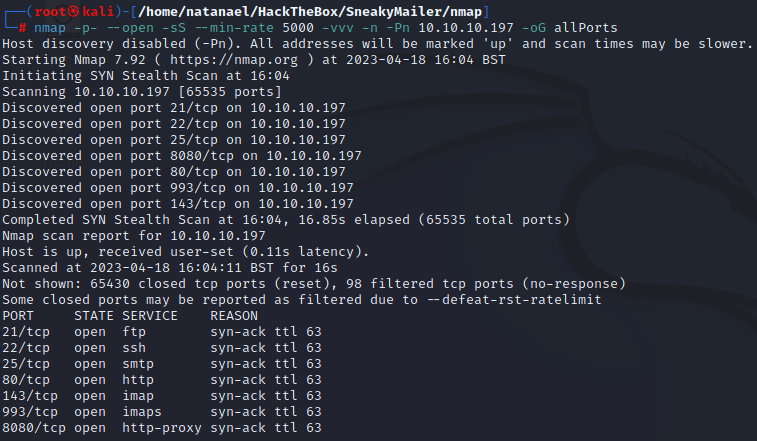 ┌──(root㉿kali)-[/home/natanael/HackTheBox/SneakyMailer/nmap]
└─# nmap -p- --open -sS --min-rate 5000 -vvv -n -Pn 10.10.10.197 -oG allPorts
Host discovery disabled (-Pn). All addresses will be marked 'up' and scan times may be slower.
Starting Nmap 7.92 ( https://nmap.org ) at 2023-04-18 16:04 BST
Initiating SYN Stealth Scan at 16:04
Scanning 10.10.10.197 [65535 ports]
Discovered open port 21/tcp on 10.10.10.197
Discovered open port 22/tcp on 10.10.10.197
Discovered open port 25/tcp on 10.10.10.197
Discovered open port 8080/tcp on 10.10.10.197
Discovered open port 80/tcp on 10.10.10.197
Discovered open port 993/tcp on 10.10.10.197
Discovered open port 143/tcp on 10.10.10.197
Completed SYN Stealth Scan at 16:04, 16.85s elapsed (65535 total ports)
Nmap scan report for 10.10.10.197
Host is up, received user-set (0.11s latency).
Scanned at 2023-04-18 16:04:11 BST for 16s
Not shown: 65430 closed tcp ports (reset), 98 filtered tcp ports (no-response)
Some closed ports may be reported as filtered due to --defeat-rst-ratelimit
PORT     STATE SERVICE    REASON
21/tcp   open  ftp        syn-ack ttl 63
22/tcp   open  ssh        syn-ack ttl 63
25/tcp   open  smtp       syn-ack ttl 63
80/tcp   open  http       syn-ack ttl 63
143/tcp  open  imap       syn-ack ttl 63
993/tcp  open  imaps      syn-ack ttl 63
8080/tcp open  http-proxy syn-ack ttl 63